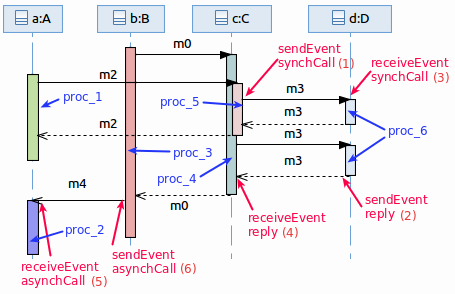 a:A
b:B
c:C
d:D
m0
sendEvent
synchCall (1)
receiveEvent
synchCall (3)
m2
proc_1
proc_5
m3
m3
m2
proc_6
proc_3
m3
proc_4
m4
m0
sendEvent
reply (2)
receiveEvent
reply (4)
proc_2
sendEvent
asynchCall (6)
receiveEvent
asynchCall (5)